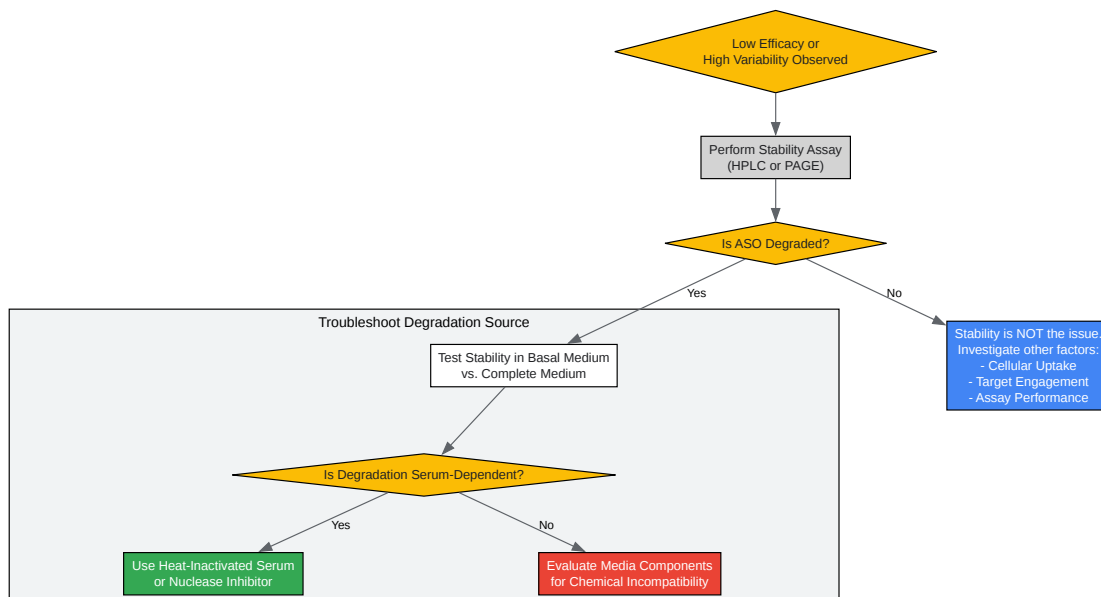 Low Efficacy or
High Variability Observed
Perform Stability Assay
(HPLC or PAGE)
Is ASO Degraded?
Yes
No
Troubleshoot Degradation Source
Stability is NOT the issue.
Investigate other factors:
- Cellular Uptake
- Target Engagement
- Assay Performance
Test Stability in Basal Medium
vs. Complete Medium
Is Degradation Serum-Dependent?
Yes
No
Use Heat-Inactivated Serum
or Nuclease Inhibitor
Evaluate Media Components
for Chemical Incompatibility